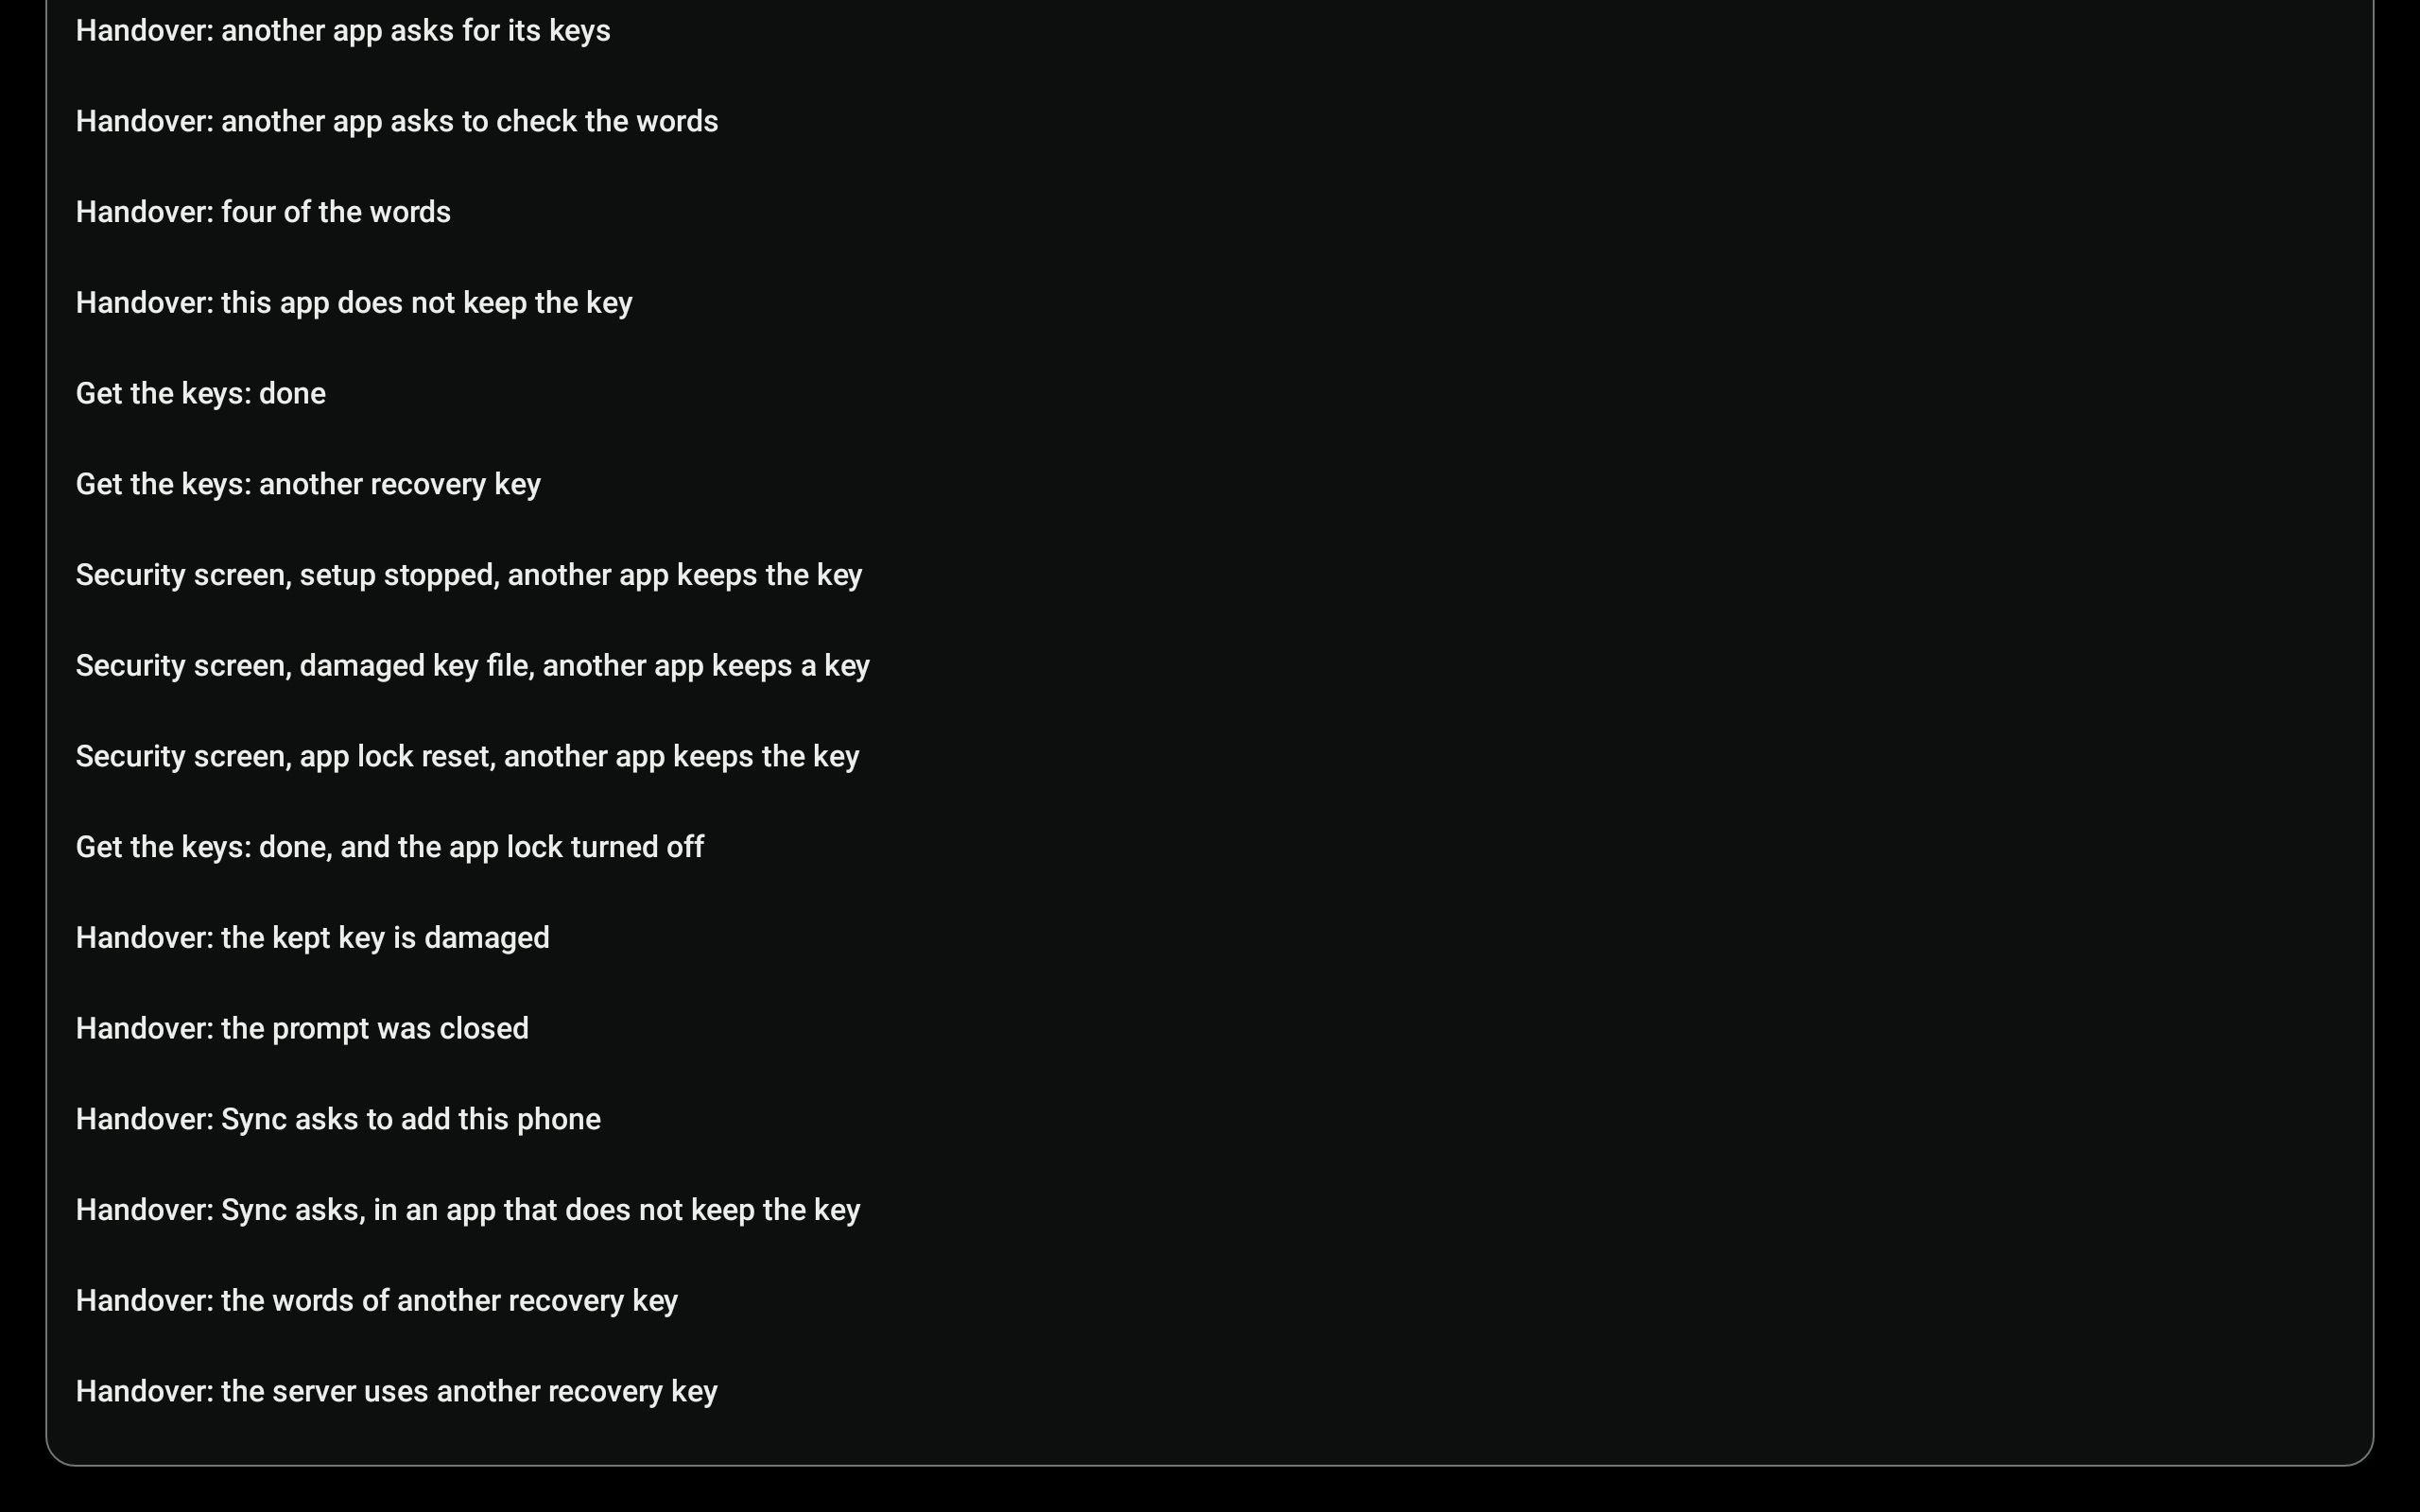 Handover: another app asks for its keys
Handover: another app asks to check the words
Handover: four of the words
Handover: this app does not keep the key
Get the keys: done
Get the keys: another recovery key
Security screen, setup stopped, another app keeps the key
Security screen, damaged key file, another app keeps a key
Security screen, app lock reset, another app keeps the key
Get the keys: done, and the app lock turned off
Handover: the kept key is damaged
Handover: the prompt was closed
Handover: Sync asks to add this phone
Handover: Sync asks, in an app that does not keep the key
Handover: the words of another recovery key
Handover: the server uses another recovery key